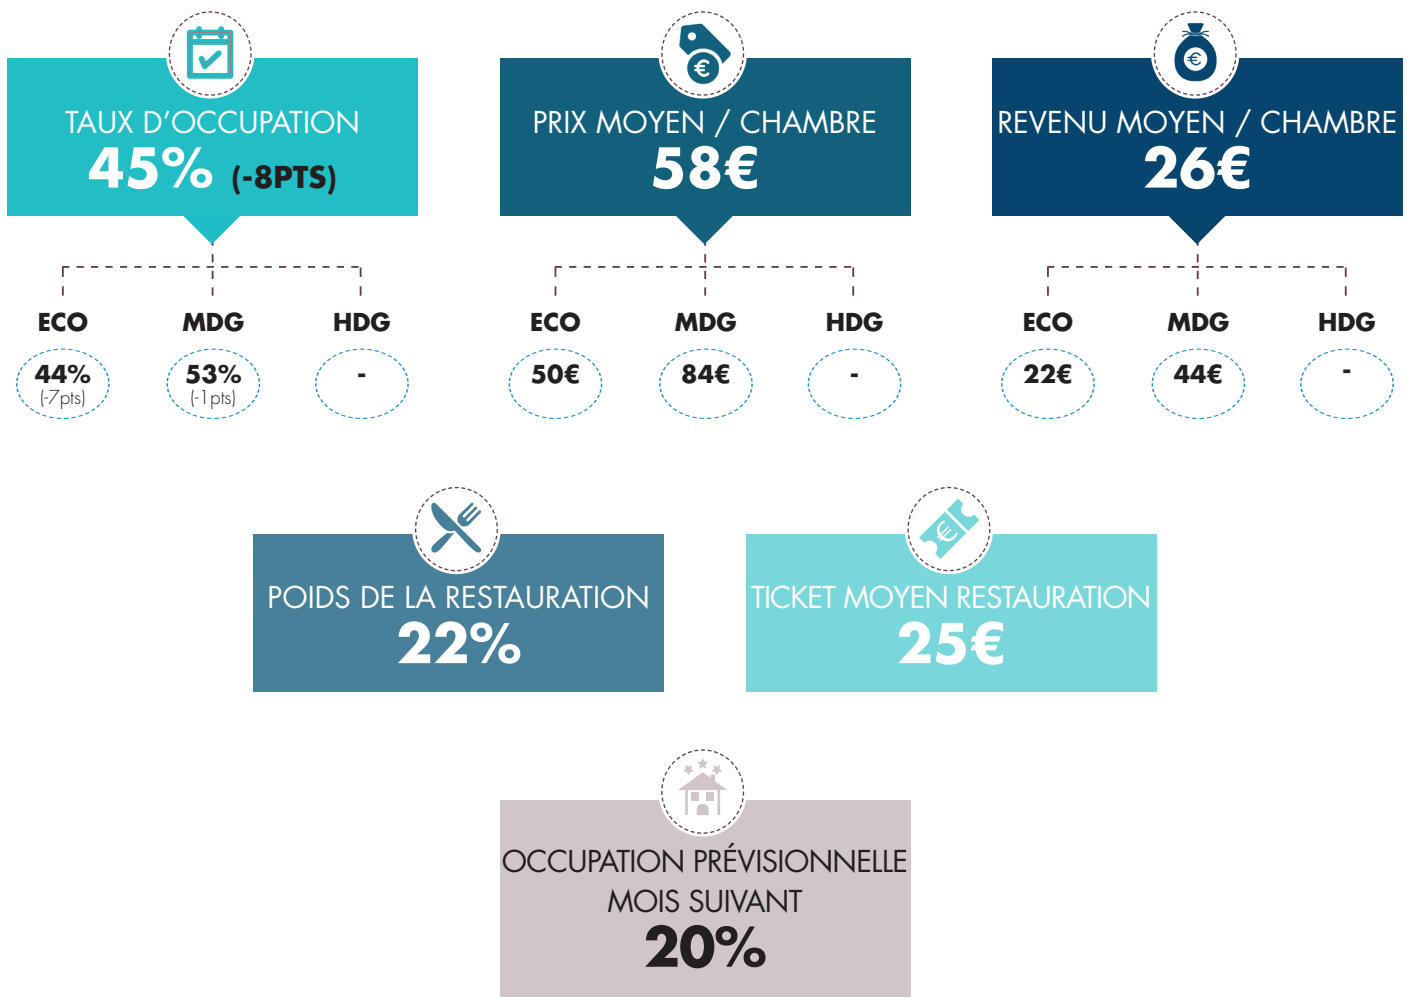 TAUX D’OCCUPATION
45% (-8PTS)
ECO
MDG
HDG
44%
(-7pts)
53%
(-1pts)
-
PRIX MOYEN / CHAMBRE
58€
ECO
MDG
HDG
50€
84€
-
REVENU MOYEN / CHAMBRE
26€
ECO
MDG
HDG
22€
44€
-
POIDS DE LA RESTAURATION
22%
TICKET MOYEN RESTAURATION
25€
OCCUPATION PRÉVISIONNELLE
MOIS SUIVANT
20%